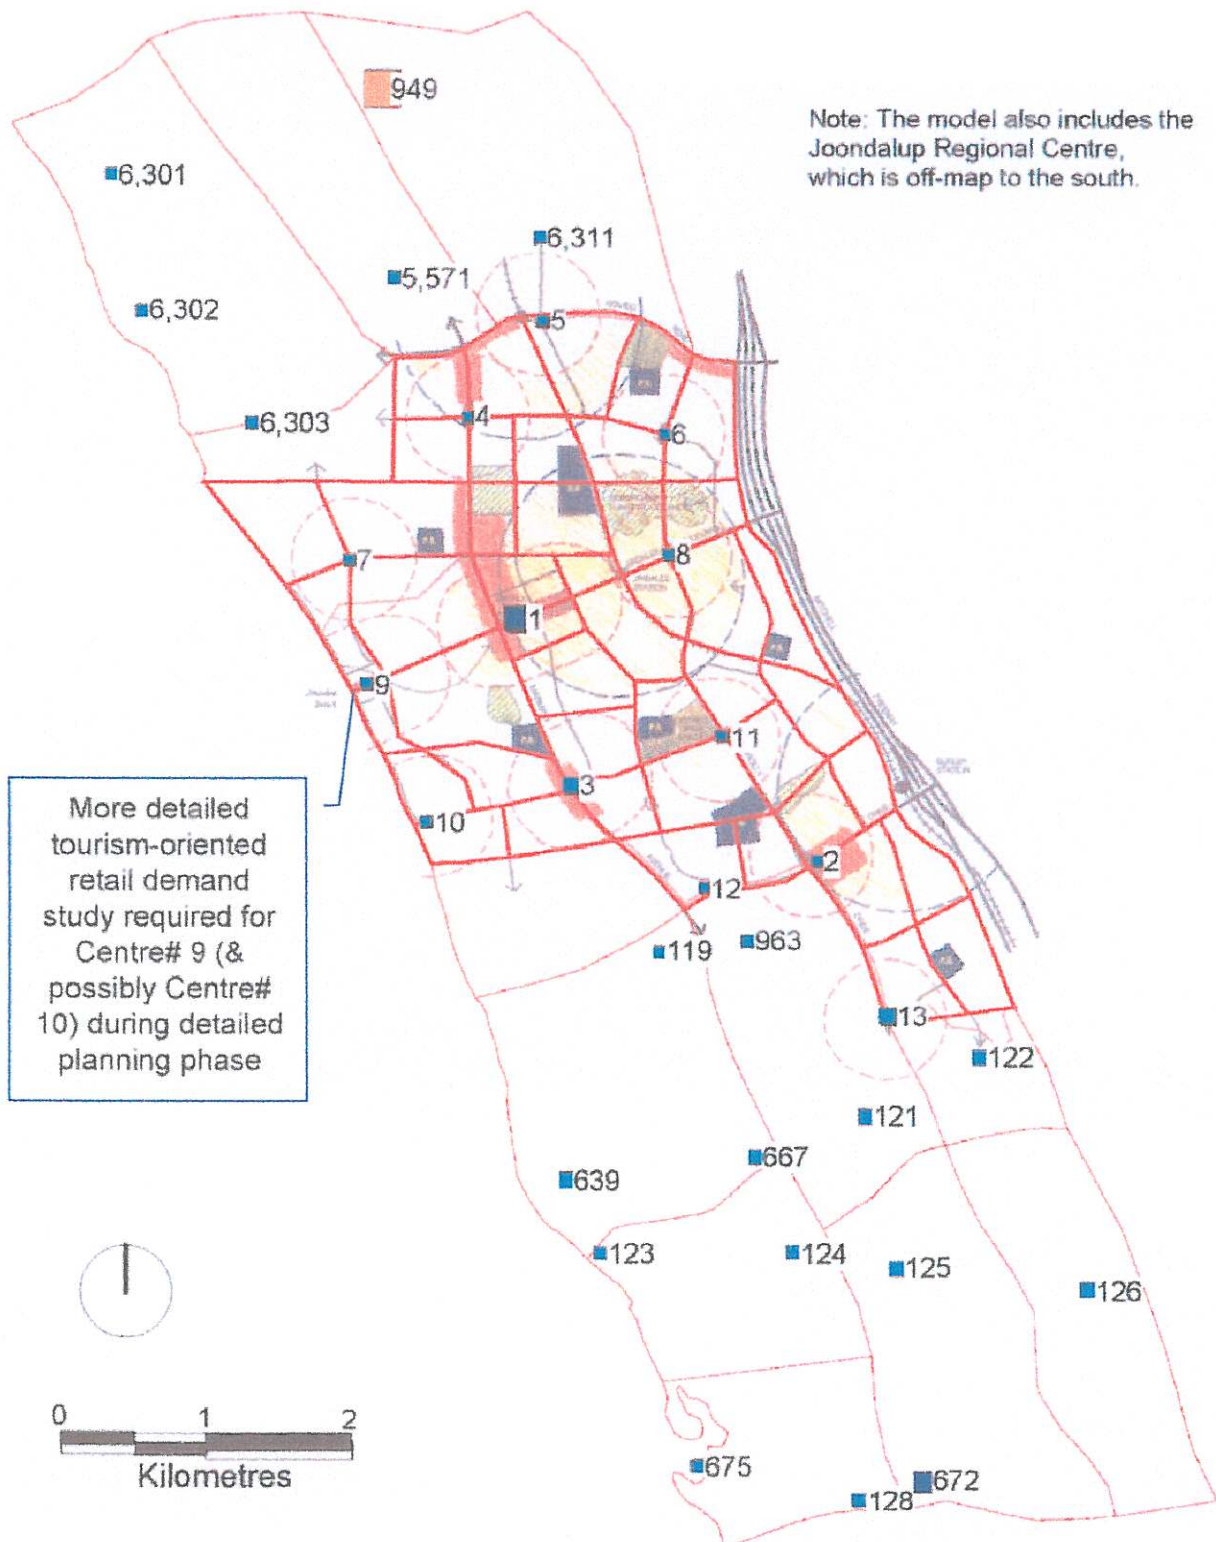 949
Note: The model also includes the
Joondalup Regional Centre,
which is off-map to the south.
6,301
6,311
5,571
6,302
5
4
6,303
6
7
8
1
9
11
3
More detailed
tourism-oriented
retail demand
study required for
Centre# 9 (&
possibly Centre#
10) during detailed
planning phase
10
2
12
119
963
13
122
121
667
639
123
124
125
126
0 1 2
Kilometres
675
672
128